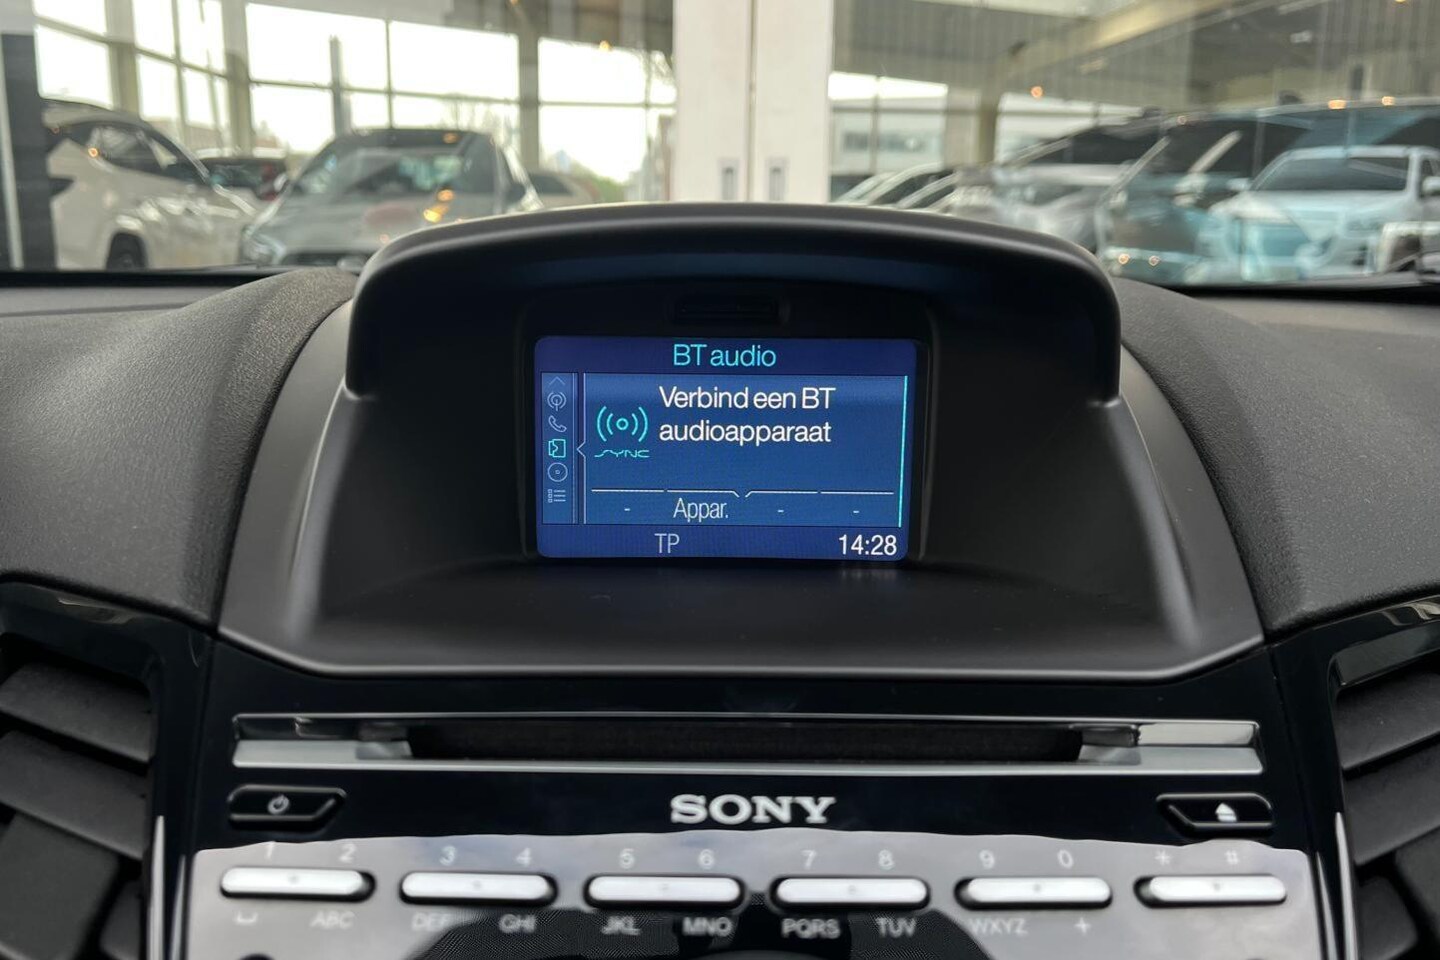 BT audio
Verbind een BT
audioapparaat
SYNC
- Appar. - -
TP 14:28
SONY
1 2 3 4 5 6 7 8 9 0 * #
ABC DEF GHI JKL MNO PQRS TUV WXYZ +